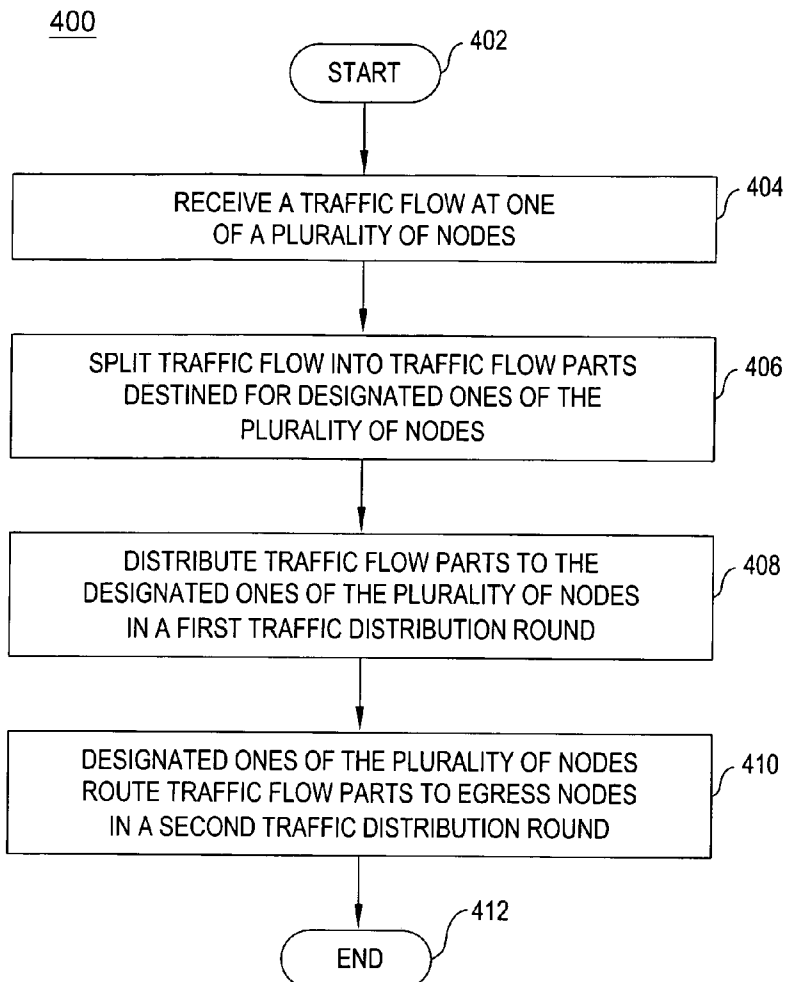 400
START
402
RECEIVE A TRAFFIC FLOW AT ONE
OF A PLURALITY OF NODES
404
SPLIT TRAFFIC FLOW INTO TRAFFIC FLOW PARTS
DESTINED FOR DESIGNATED ONES OF THE
PLURALITY OF NODES
406
DISTRIBUTE TRAFFIC FLOW PARTS TO THE
DESIGNATED ONES OF THE PLURALITY OF NODES
IN A FIRST TRAFFIC DISTRIBUTION ROUND
408
DESIGNATED ONES OF THE PLURALITY OF NODES
ROUTE TRAFFIC FLOW PARTS TO EGRESS NODES
IN A SECOND TRAFFIC DISTRIBUTION ROUND
410
END
412